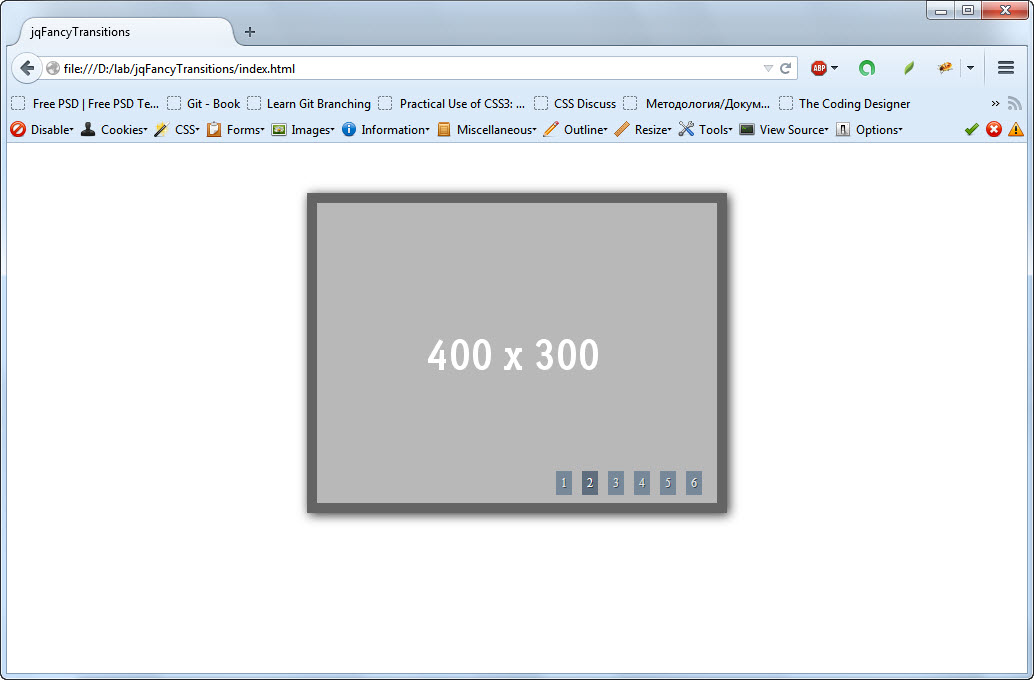 jqFancyTransitions
file:///D:/lab/jqFancyTransitions/index.html
ABP
Free PSD | Free PSD Te... Git - Book Learn Git Branching Practical Use of CSS3: ... CSS Discuss Методология/Докум... The Coding Designer
Disable Cookies CSS Forms Images Information Miscellaneous Outline Resize Tools View Source Options
400 x 300
1 2 3 4 5 6